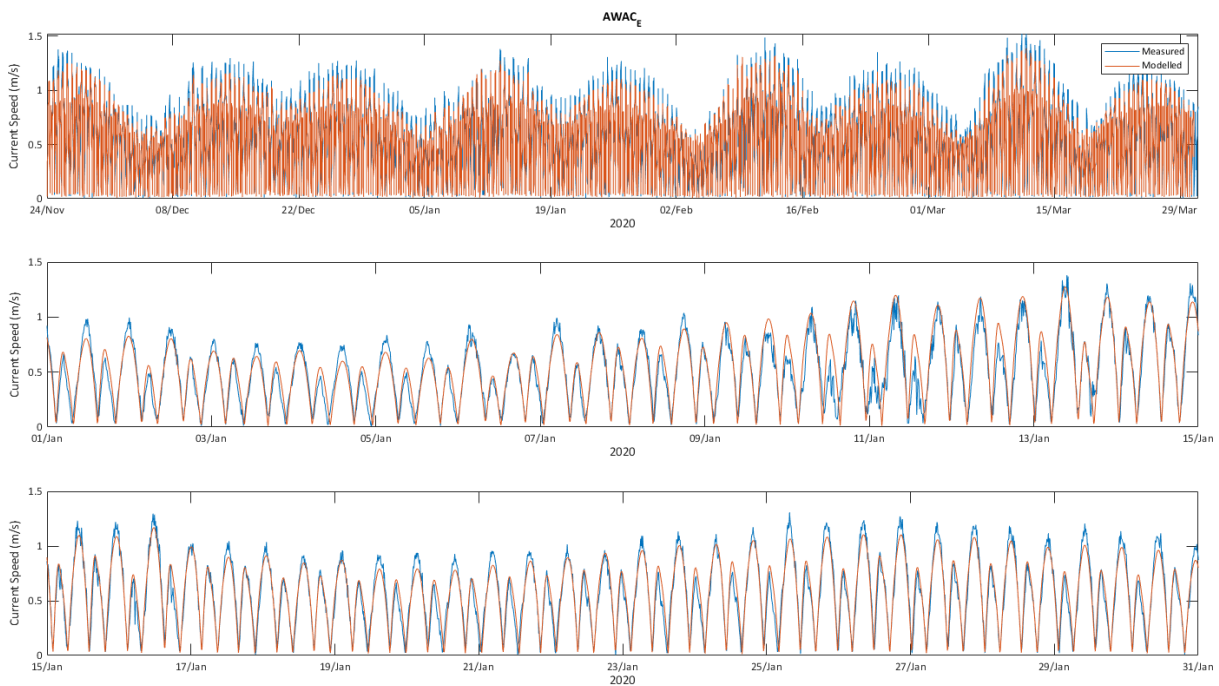 AWAC_E
Current Speed (m/s)
1.5
1
0.5
0
Measured
Modelled
24/Nov 08/Dec 22/Dec 05/Jan 19/Jan 02/Feb 16/Feb 01/Mar 15/Mar 29/Mar
2020
Current Speed (m/s)
1.5
1
0.5
0
01/Jan 03/Jan 05/Jan 07/Jan 09/Jan 11/Jan 13/Jan 15/Jan
2020
Current Speed (m/s)
1.5
1
0.5
0
15/Jan 17/Jan 19/Jan 21/Jan 23/Jan 25/Jan 27/Jan 29/Jan 31/Jan
2020